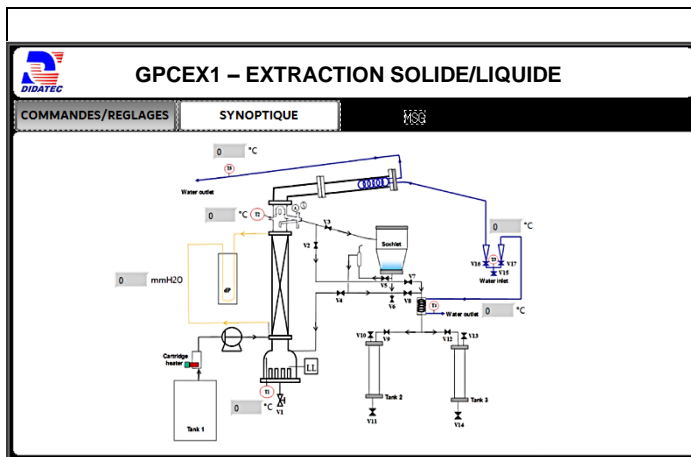 DIDATEC
GPCEX1 – EXTRACTION SOLIDE/LIQUIDE
COMMANDES/REGLAGES
SYNOPTIQUE
MSG
0 °C
T5
Water outlet
0 °C
T2
V3
V2
Soxhlet
0 °C
V16
T3
V17
V15
Water inlet
0 mmH2O
dP
V5
V7
V4
V6
V8
T4
0 °C
Water outlet
Cartridge
heater
LL
V10
V9
V12
V13
T1
0 °C
V1
Tank 1
Tank 2
Tank 3
V11
V14